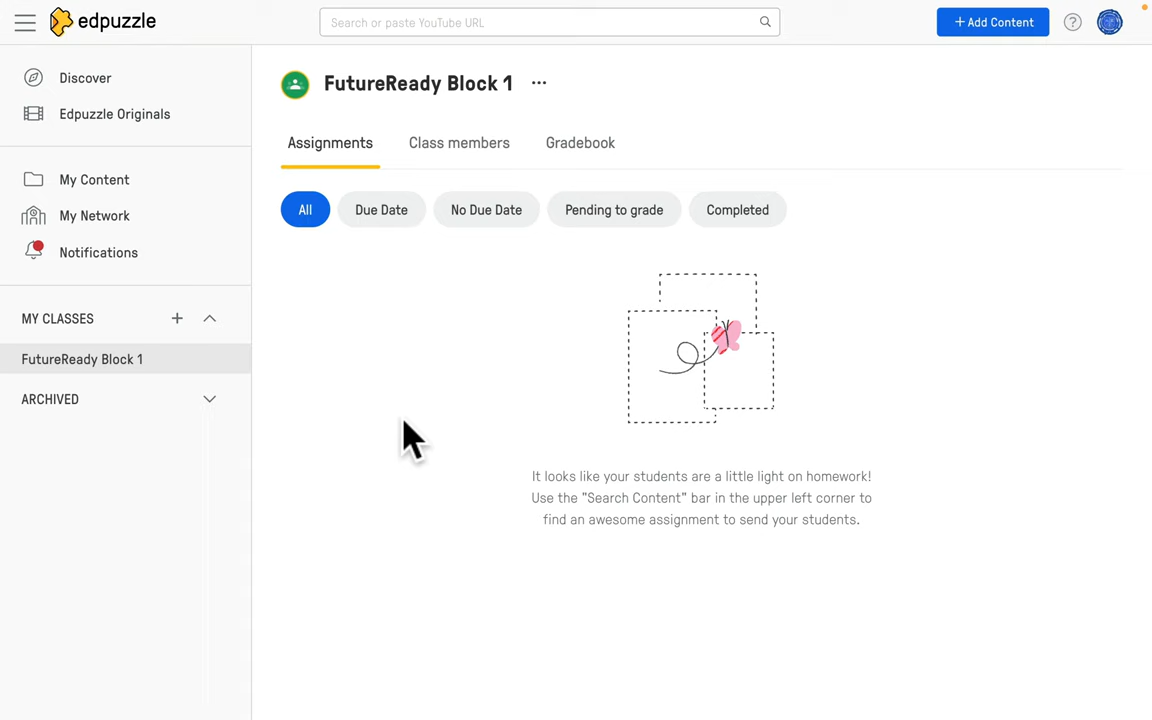 edpuzzle
Search or paste YouTube URL
+ Add Content
?
Discover
Edpuzzle Originals
My Content
My Network
Notifications
MY CLASSES +
FutureReady Block 1
ARCHIVED
FutureReady Block 1 ...
Assignments Class members Gradebook
All Due Date No Due Date Pending to grade Completed
It looks like your students are a little light on homework!
Use the "Search Content" bar in the upper left corner to
find an awesome assignment to send your students.